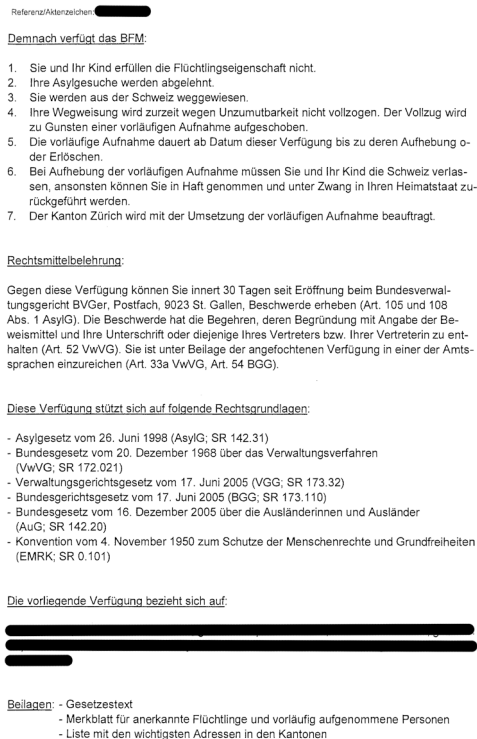 Referenz/Aktenzeichen:
Demnach verfügt das BFM:
1. Sie und Ihr Kind erfüllen die Flüchtlingseigenschaft nicht.
2. Ihre Asylgesuche werden abgelehnt.
3. Sie werden aus der Schweiz weggewiesen.
4. Ihre Wegweisung wird zurzeit wegen Unzumutbarkeit nicht vollzogen. Der Vollzug wird
zu Gunsten einer vorläufigen Aufnahme aufgeschoben.
5. Die vorläufige Aufnahme dauert ab Datum dieser Verfügung bis zu deren Aufhebung o-
der Erlöschen.
6. Bei Aufhebung der vorläufigen Aufnahme müssen Sie und Ihr Kind die Schweiz verlas-
sen, ansonsten können Sie in Haft genommen und unter Zwang in Ihren Heimatstaat zu-
rückgeführt werden.
7. Der Kanton Zürich wird mit der Umsetzung der vorläufigen Aufnahme beauftragt.
Rechtsmittelbelehrung:
Gegen diese Verfügung können Sie innert 30 Tagen seit Eröffnung beim Bundesverwal-
tungsgericht BVGer, Postfach, 9023 St. Gallen, Beschwerde erheben (Art. 105 und 108
Abs. 1 AsylG). Die Beschwerde hat die Begehren, deren Begründung mit Angabe der Be-
weismittel und Ihre Unterschrift oder diejenige Ihres Vertreters bzw. Ihrer Vertreterin zu ent-
halten (Art. 52 VwVG). Sie ist unter Beilage der angefochtenen Verfügung in einer der Amts-
sprachen einzureichen (Art. 33a VwVG, Art. 54 BGG).
Diese Verfügung stützt sich auf folgende Rechtsgrundlagen:
- Asylgesetz vom 26. Juni 1998 (AsylG; SR 142.31)
- Bundesgesetz vom 20. Dezember 1968 über das Verwaltungsverfahren
(VwVG; SR 172.021)
- Verwaltungsgerichtsgesetz vom 17. Juni 2005 (VGG; SR 173.32)
- Bundesgerichtsgesetz vom 17. Juni 2005 (BGG; SR 173.110)
- Bundesgesetz vom 16. Dezember 2005 über die Ausländerinnen und Ausländer
(AuG; SR 142.20)
- Konvention vom 4. November 1950 zum Schutze der Menschenrechte und Grundfreiheiten
(EMRK; SR 0.101)
Die vorliegende Verfügung bezieht sich auf:
Beilagen: - Gesetzestext
- Merkblatt für anerkannte Flüchtlinge und vorläufig aufgenommene Personen
- Liste mit den wichtigsten Adressen in den Kantonen